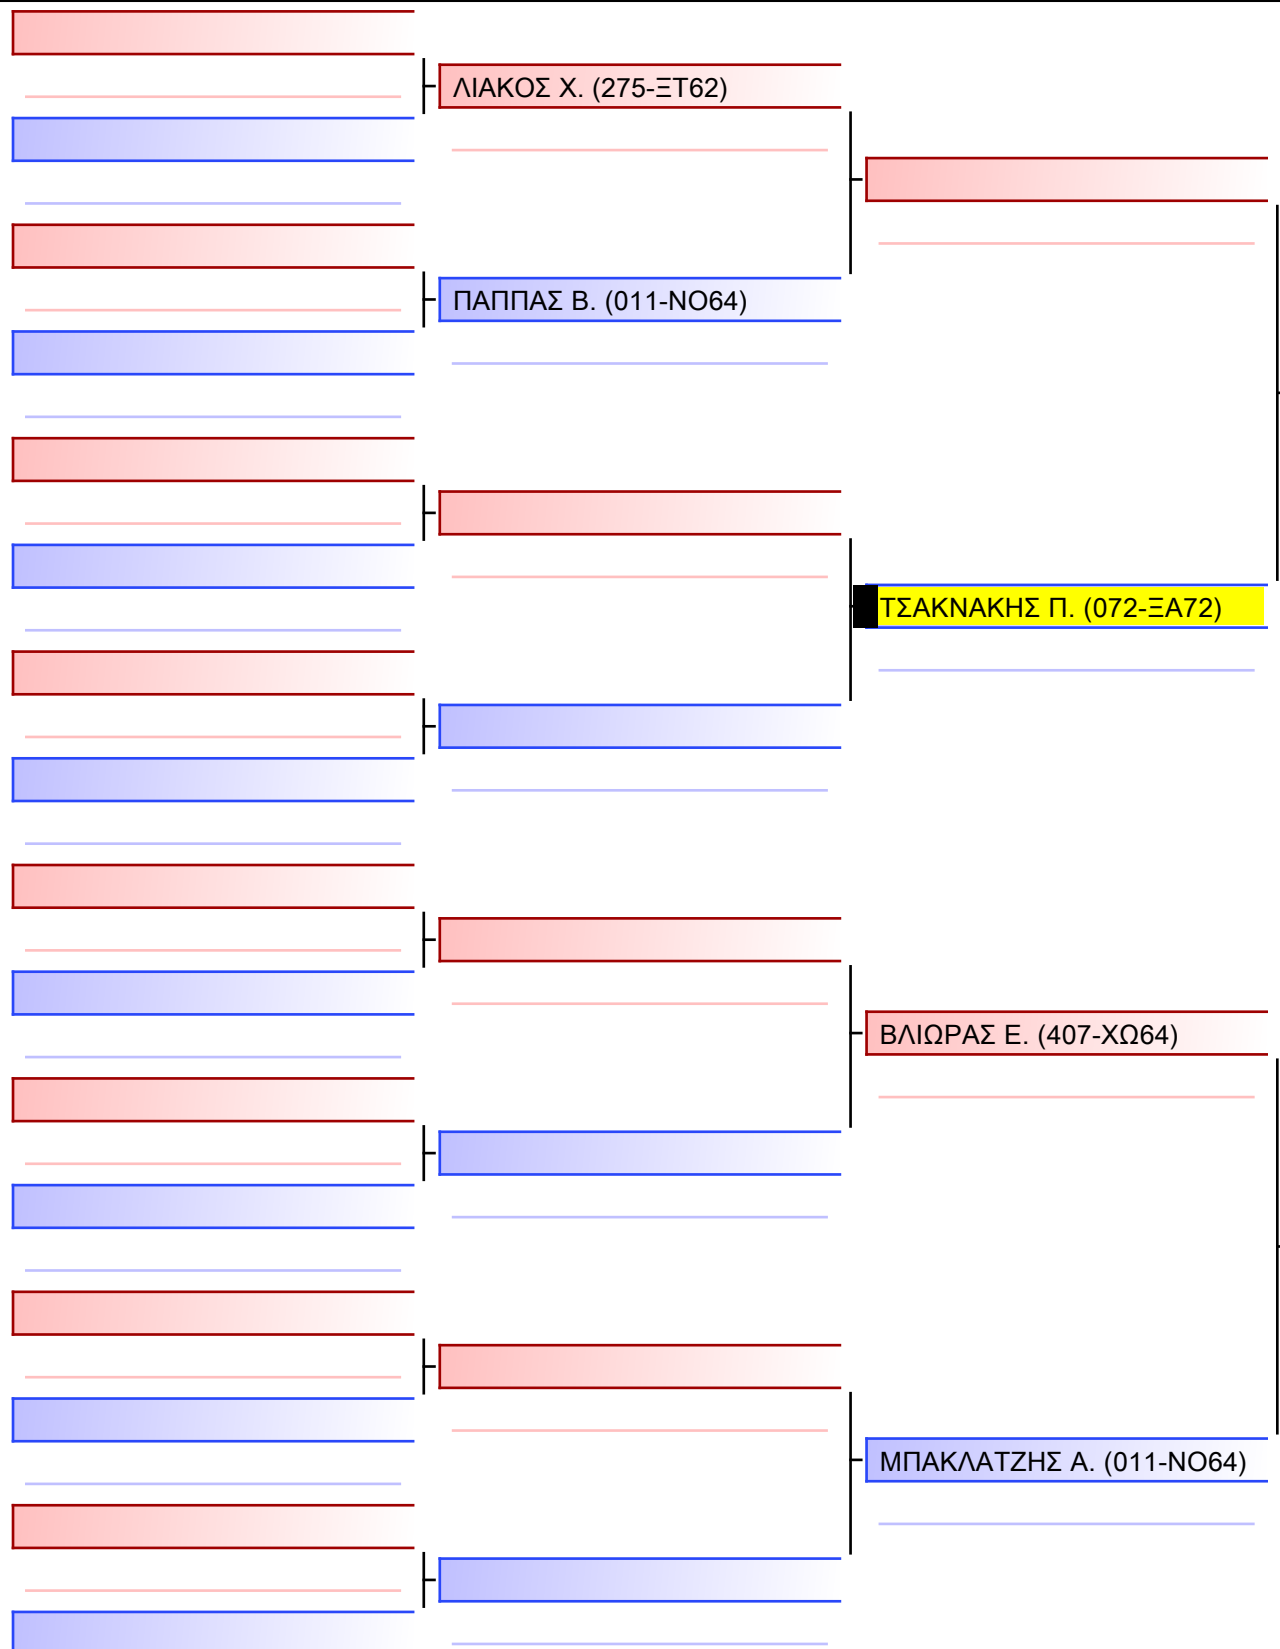 ΛΙΑΚΟΣ Χ. (275-ΞΤ62)
ΠΑΠΠΑΣ Β. (011-ΝΟ64)
ΤΣΑΚΝΑΚΗΣ Π. (072-ΞΑ72)
ΒΛΙΩΡΑΣ Ε. (407-ΧΩ64)
ΜΠΑΚΛΑΤΖΗΣ Α. (011-ΝΟ64)